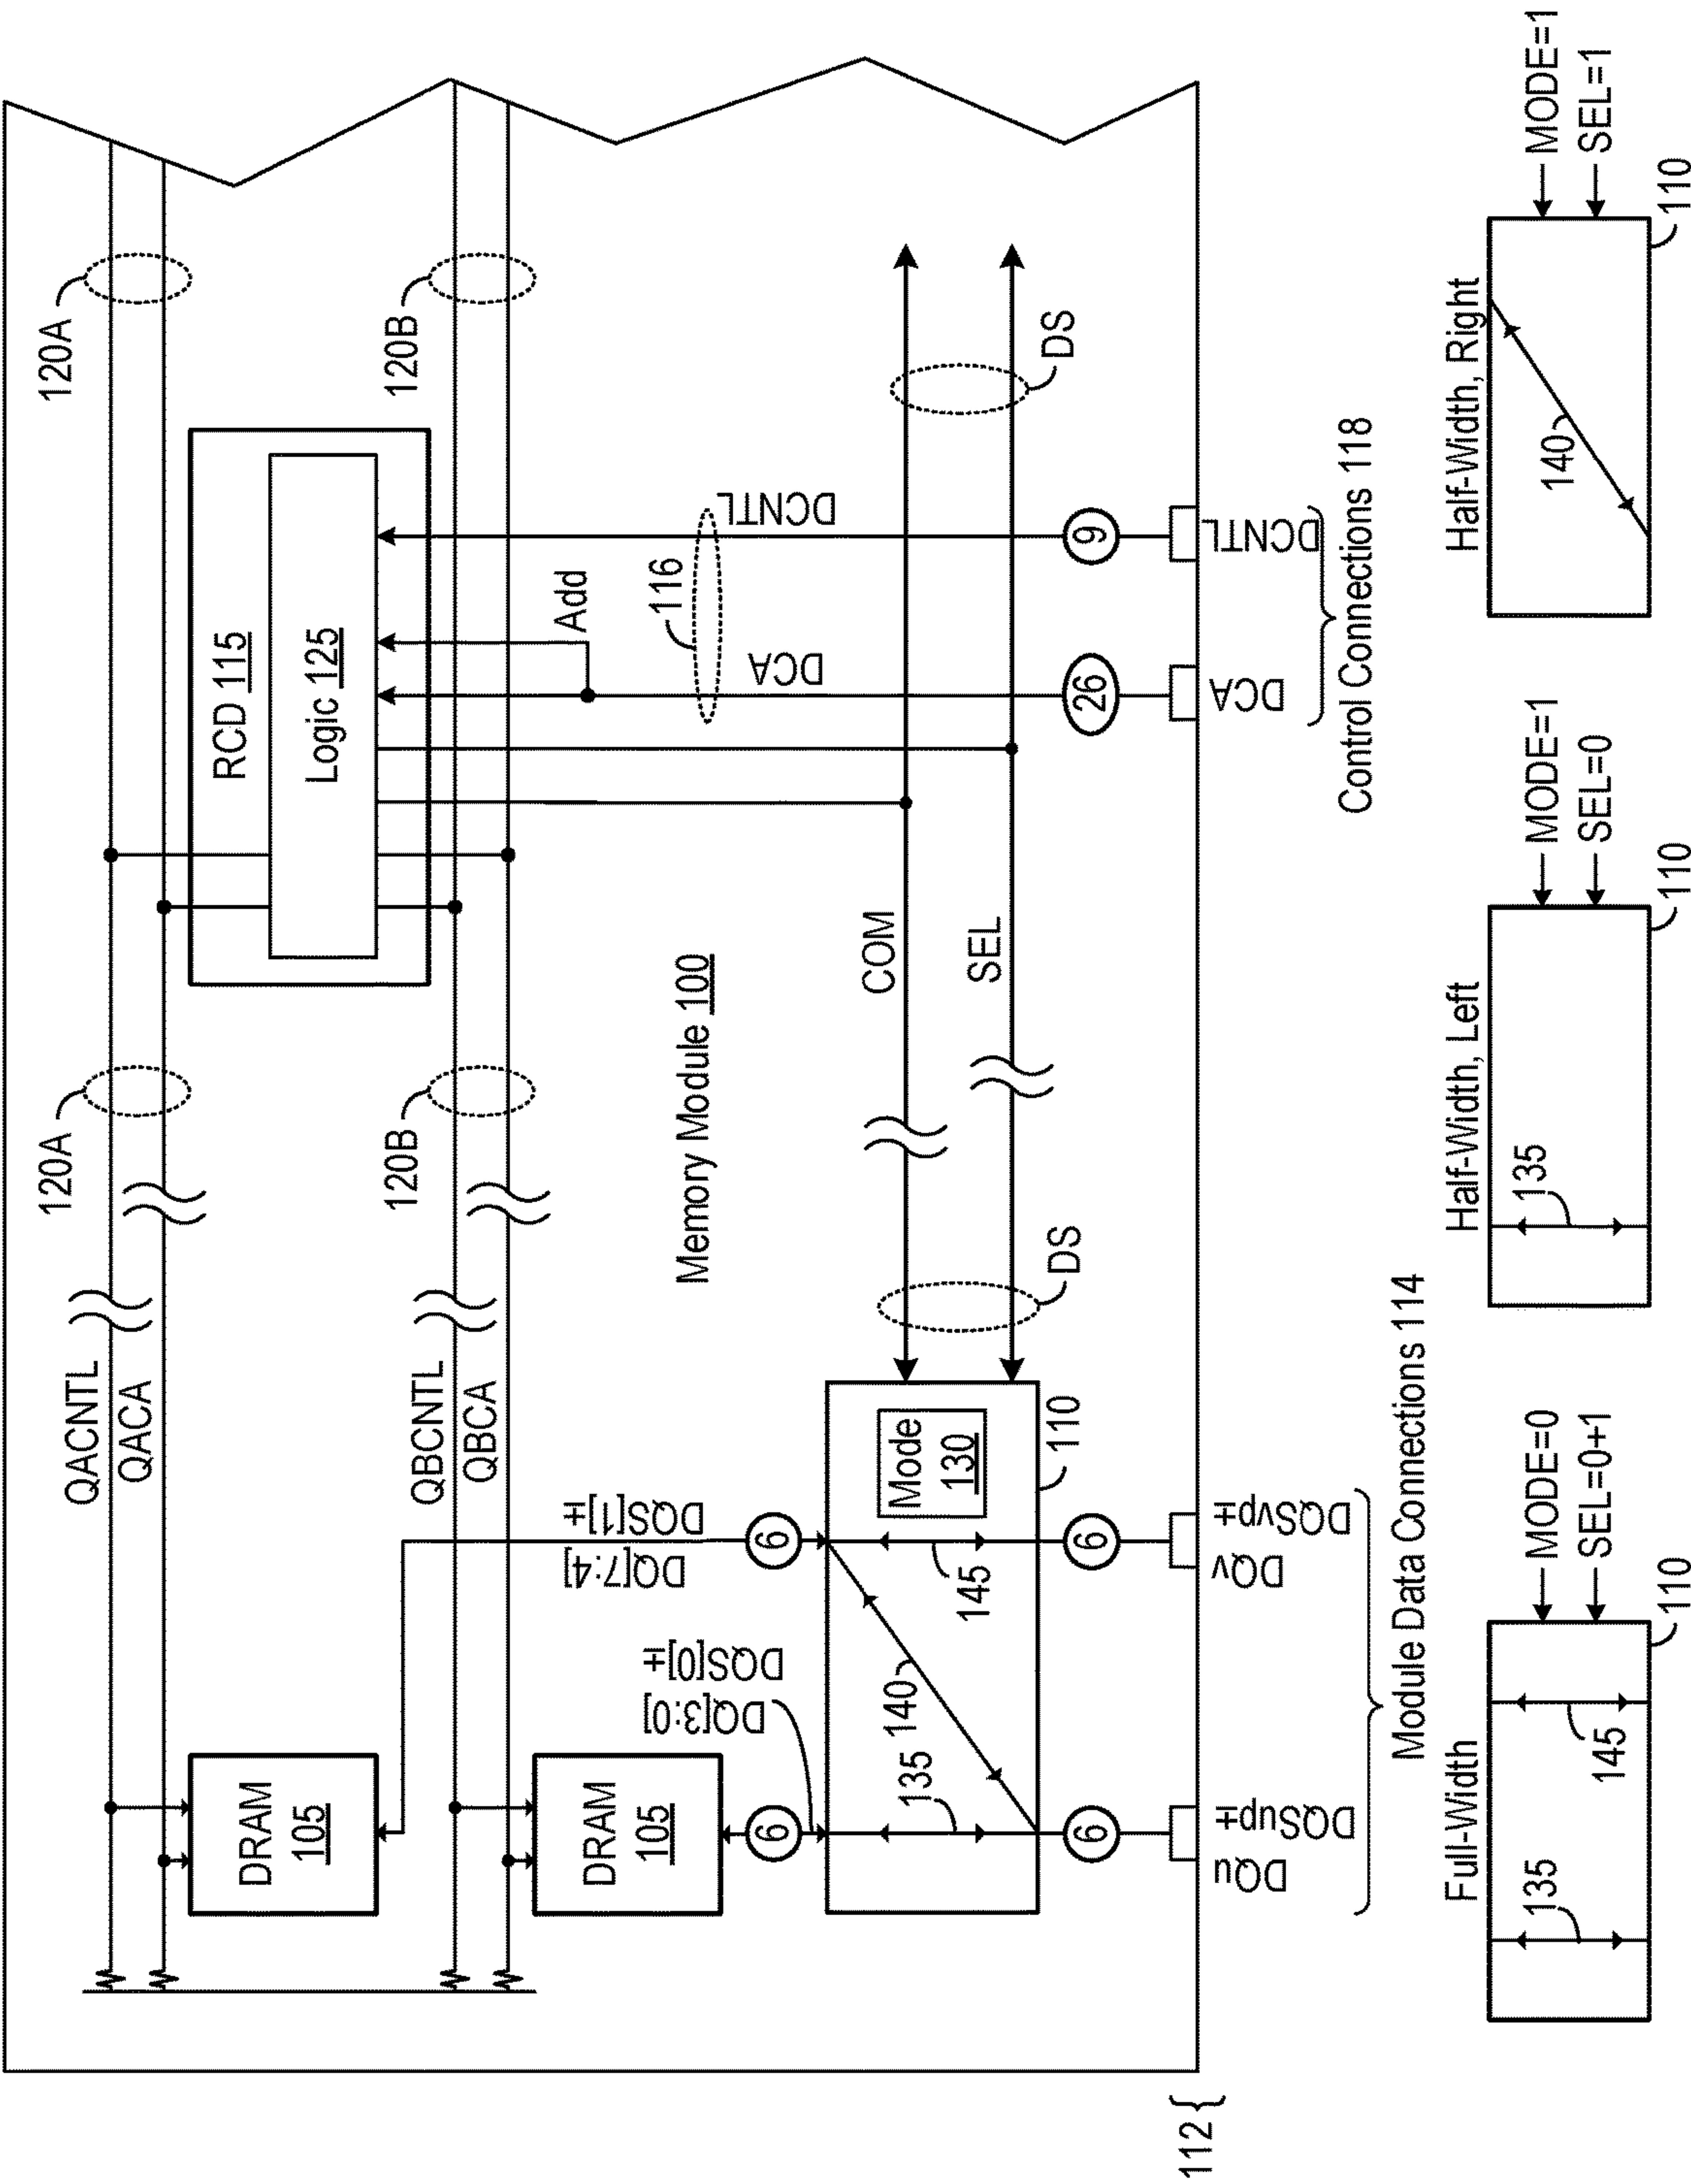 120A
120A
QACNTL
QACA
RCD 115
Logic 125
DRAM
105
120B
120B
QBCNTL
QBCA
DRAM
105
Add
116
DCNTL
DCA
Memory Module 100
DQS[1]±
DQ[7:4]
DQS[0]±
DQ[3:0]
6
6
COM
SEL
DS
DS
Mode
130
135
140
145
110
6
6
26
9
112
DQu
DQSup±
DQv
DQSvp±
DCA
DCNTL
Module Data Connections 114
Control Connections 118
Full-Width
135
145
MODE=0
SEL=0+1
110
Half-Width, Left
135
MODE=1
SEL=0
110
Half-Width, Right
140
MODE=1
SEL=1
110